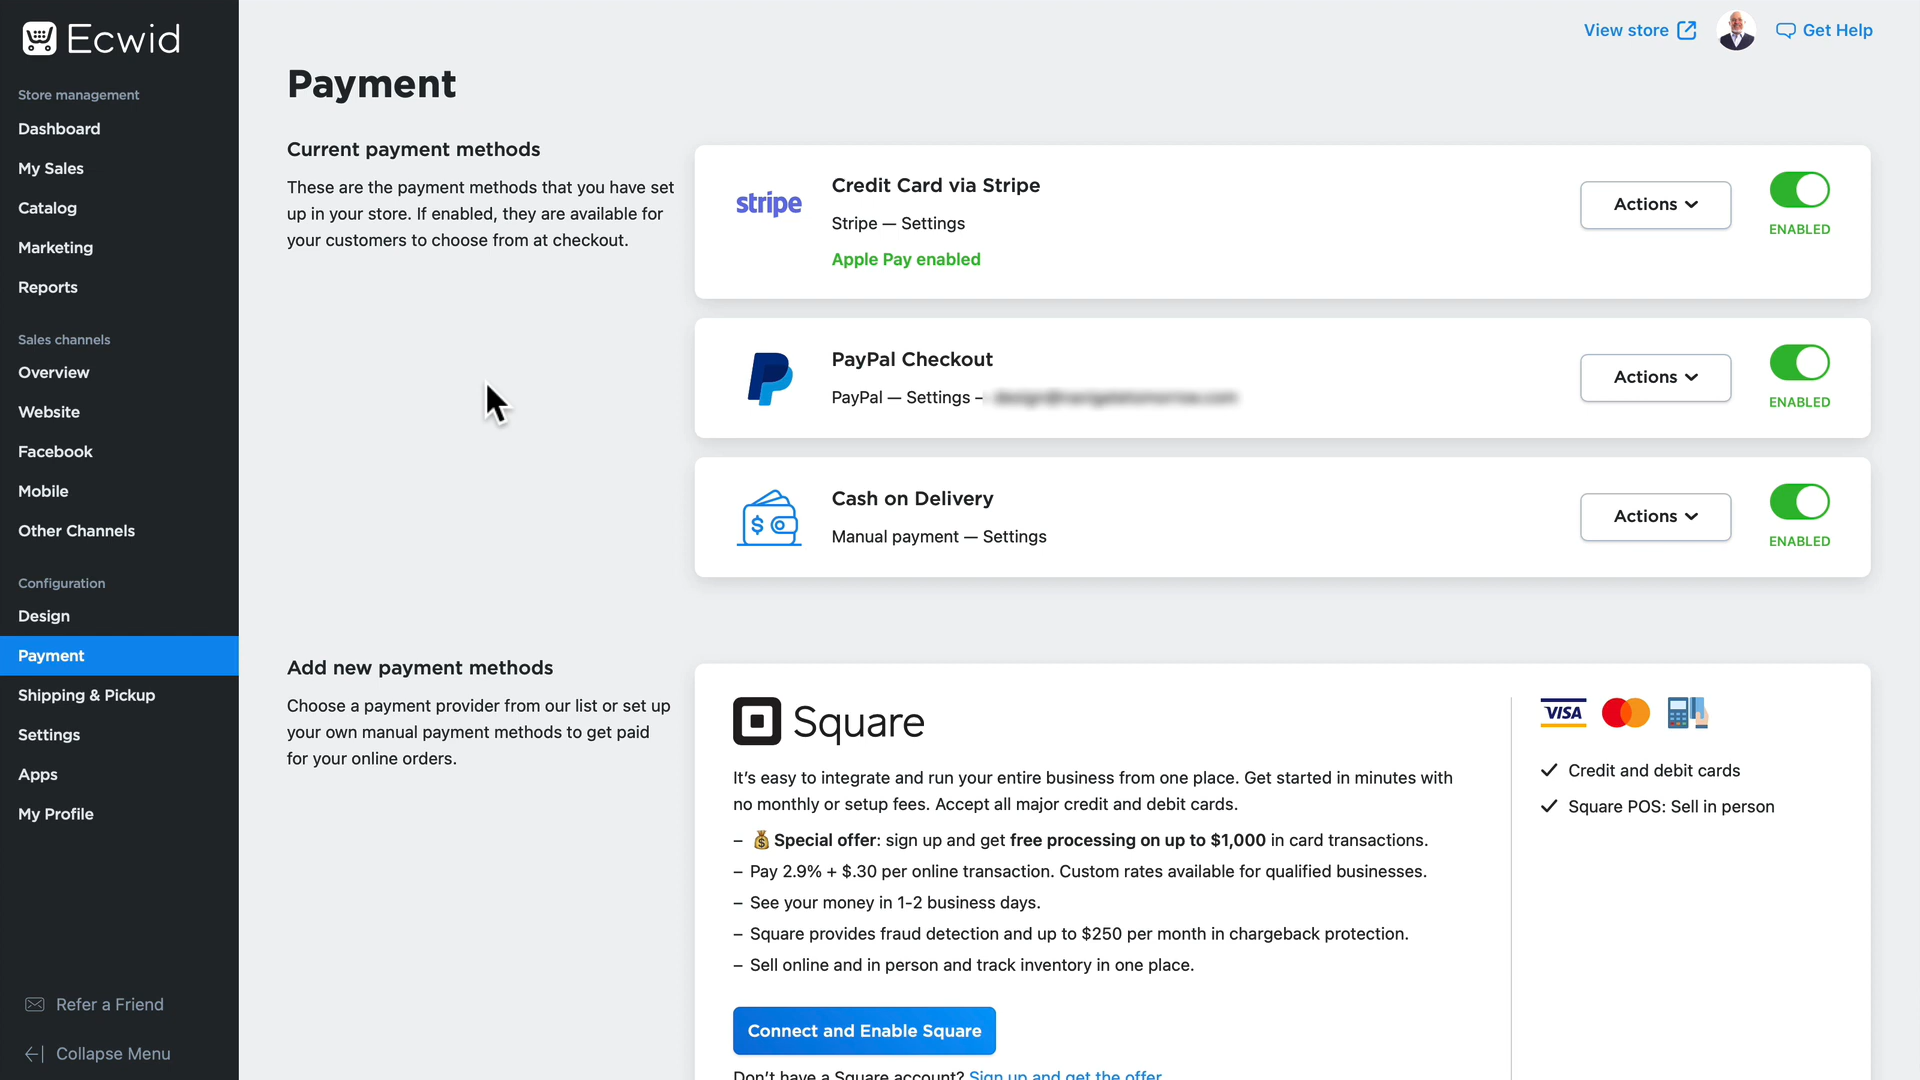 Ecwid
Store management
Dashboard
My Sales
Catalog
Marketing
Reports
Sales channels
Overview
Website
Facebook
Mobile
Other Channels
Configuration
Design
Payment
Shipping & Pickup
Settings
Apps
My Profile
Refer a Friend
Collapse Menu
View store
Get Help
Payment
Current payment methods
These are the payment methods that you have set
up in your store. If enabled, they are available for
your customers to choose from at checkout.
stripe
Credit Card via Stripe
Stripe — Settings
Apple Pay enabled
Actions
ENABLED
PayPal Checkout
PayPal — Settings –
Actions
ENABLED
Cash on Delivery
Manual payment — Settings
Actions
ENABLED
Add new payment methods
Choose a payment provider from our list or set up
your own manual payment methods to get paid
for your online orders.
Square
It's easy to integrate and run your entire business from one place. Get started in minutes with
no monthly or setup fees. Accept all major credit and debit cards.
– 💰Special offer: sign up and get free processing on up to $1,000 in card transactions.
– Pay 2.9% + $.30 per online transaction. Custom rates available for qualified businesses.
– See your money in 1-2 business days.
– Square provides fraud detection and up to $250 per month in chargeback protection.
– Sell online and in person and track inventory in one place.
Connect and Enable Square
Don't have a Square account? Sign up and get the offer
VISA
Credit and debit cards
Square POS: Sell in person